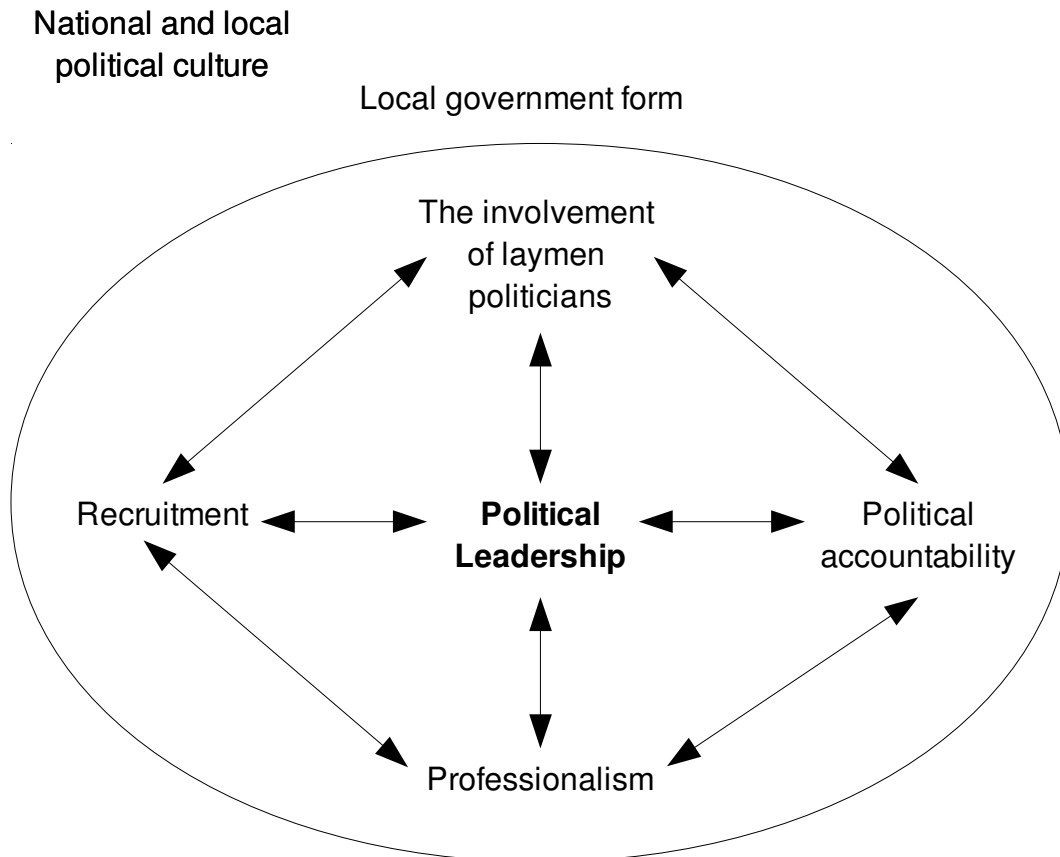 National and local
political culture
Local government form
The involvement
of laymen
politicians
Recruitment
Political
Leadership
Political
accountability
Professionalism